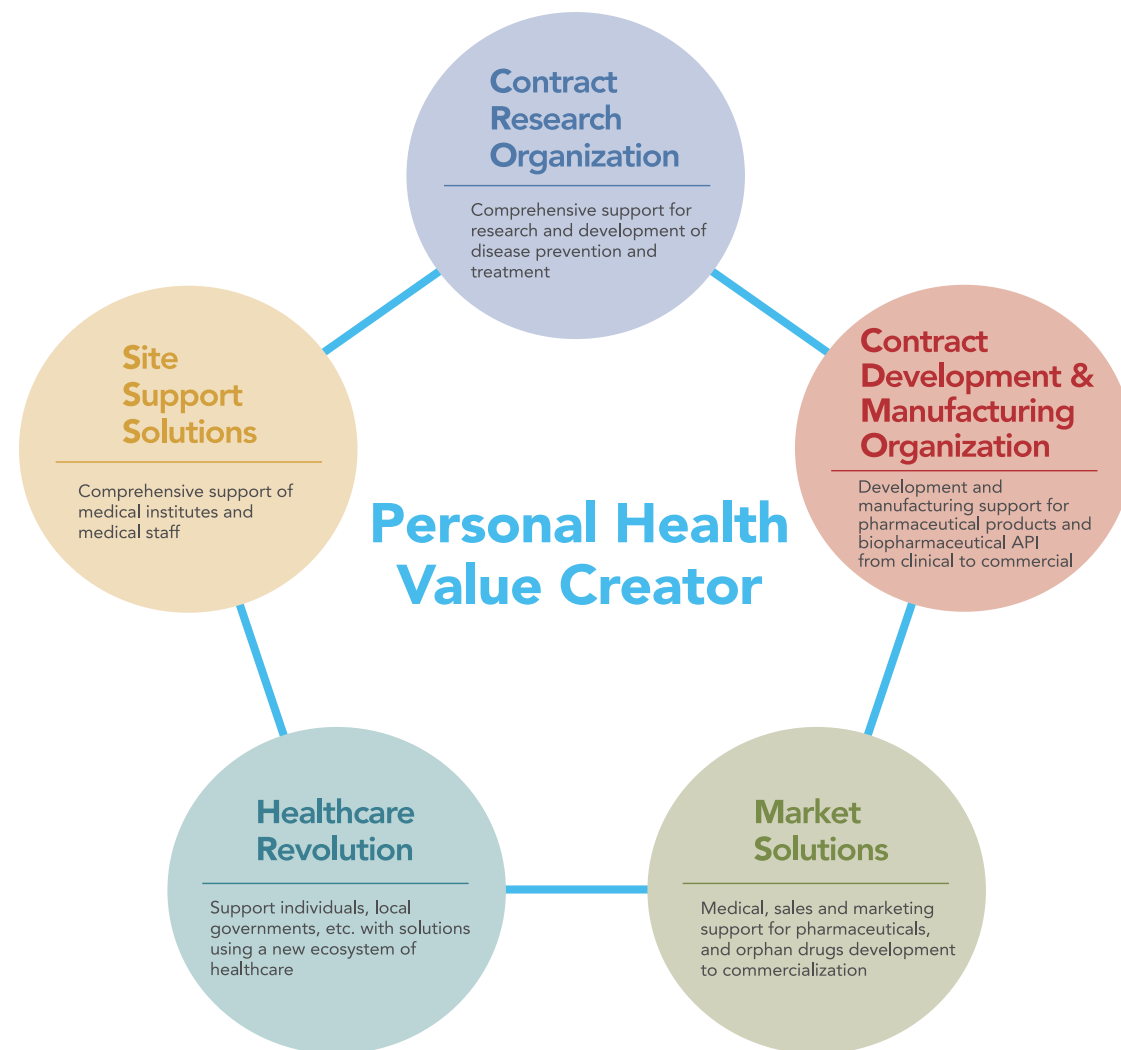 Contract
Research
Organization
Comprehensive support for
research and development of
disease prevention and
treatment
Site
Support
Solutions
Comprehensive support of
medical institutes and
medical staff
Contract
Development &
Manufacturing
Organization
Development and
manufacturing support for
pharmaceutical products and
biopharmaceutical API
from clinical to commercial
Personal Health
Value Creator
Healthcare
Revolution
Support individuals, local
governments, etc. with solutions
using a new ecosystem of
healthcare
Market
Solutions
Medical, sales and marketing
support for pharmaceuticals,
and orphan drugs development
to commercialization